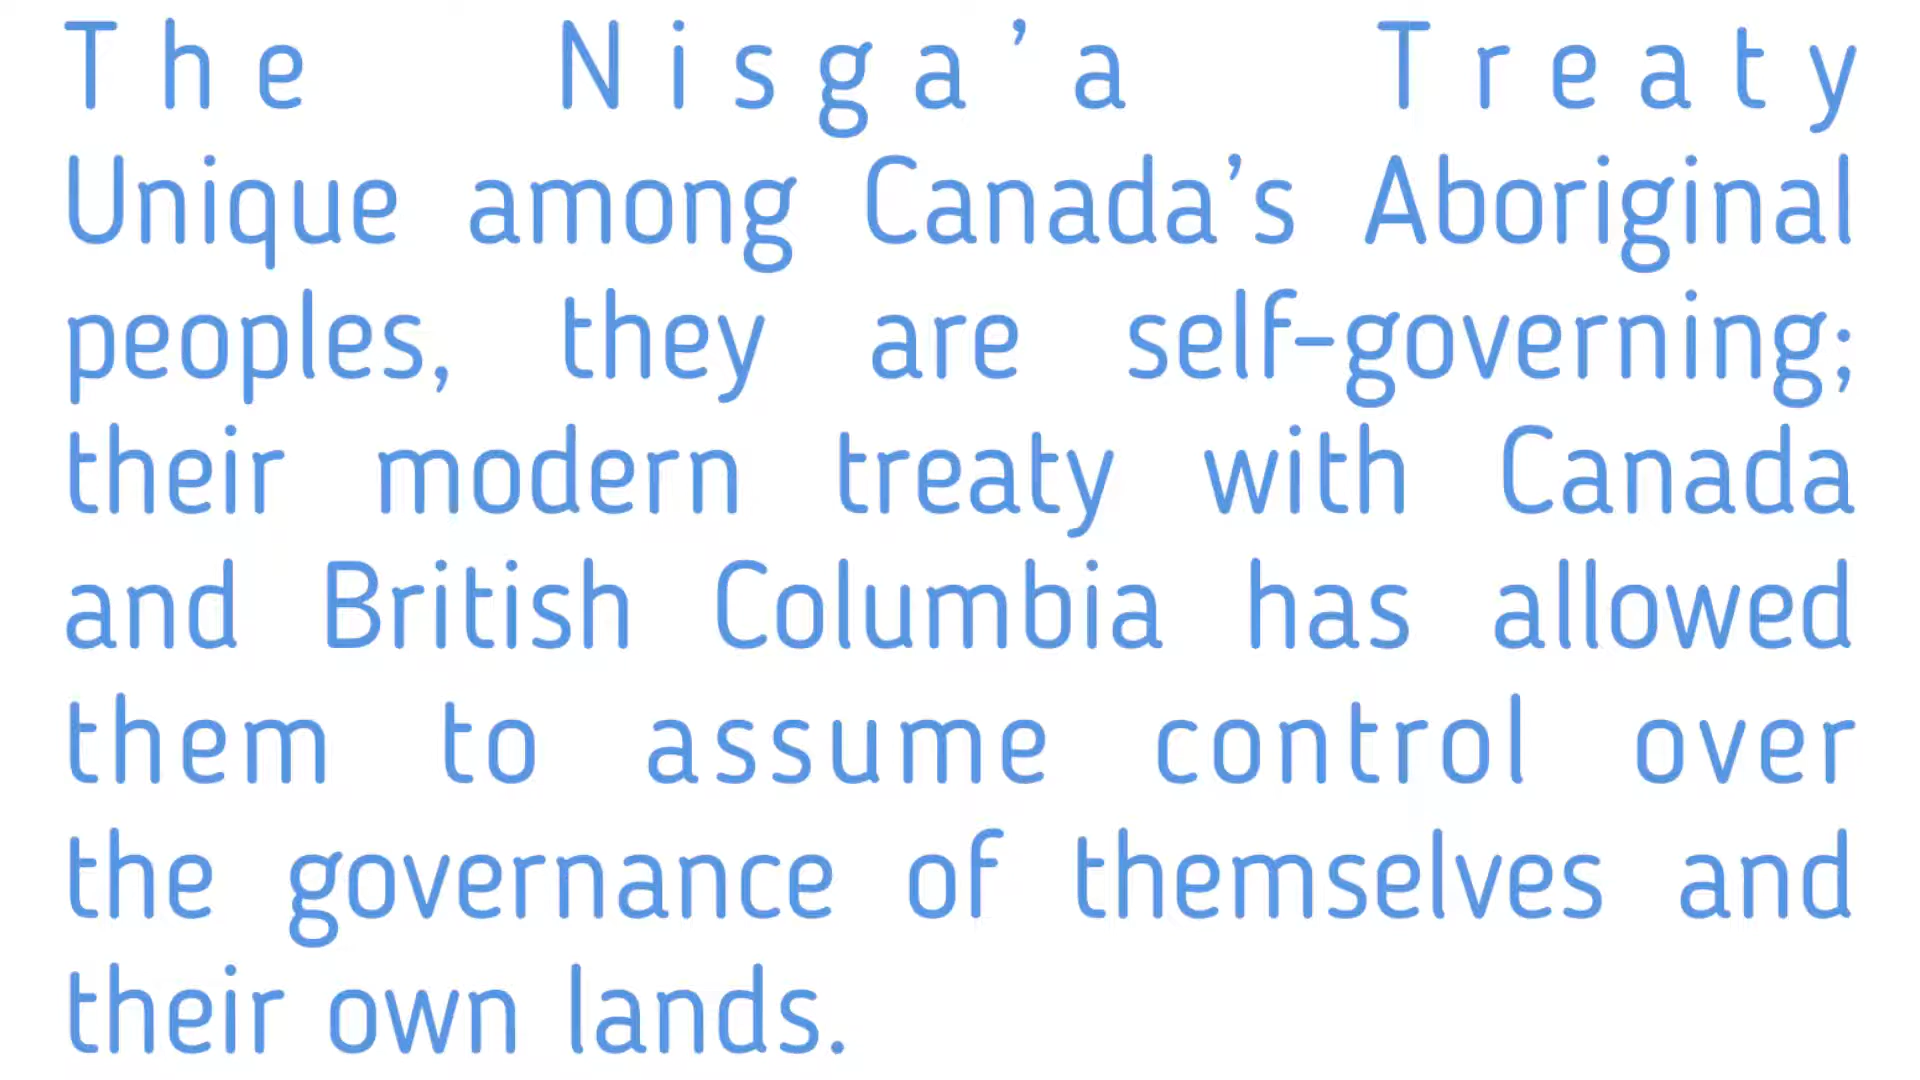 The Nisga’a Treaty
Unique among Canada’s Aboriginal
peoples, they are self-governing;
their modern treaty with Canada
and British Columbia has allowed
them to assume control over
the governance of themselves and
their own lands.